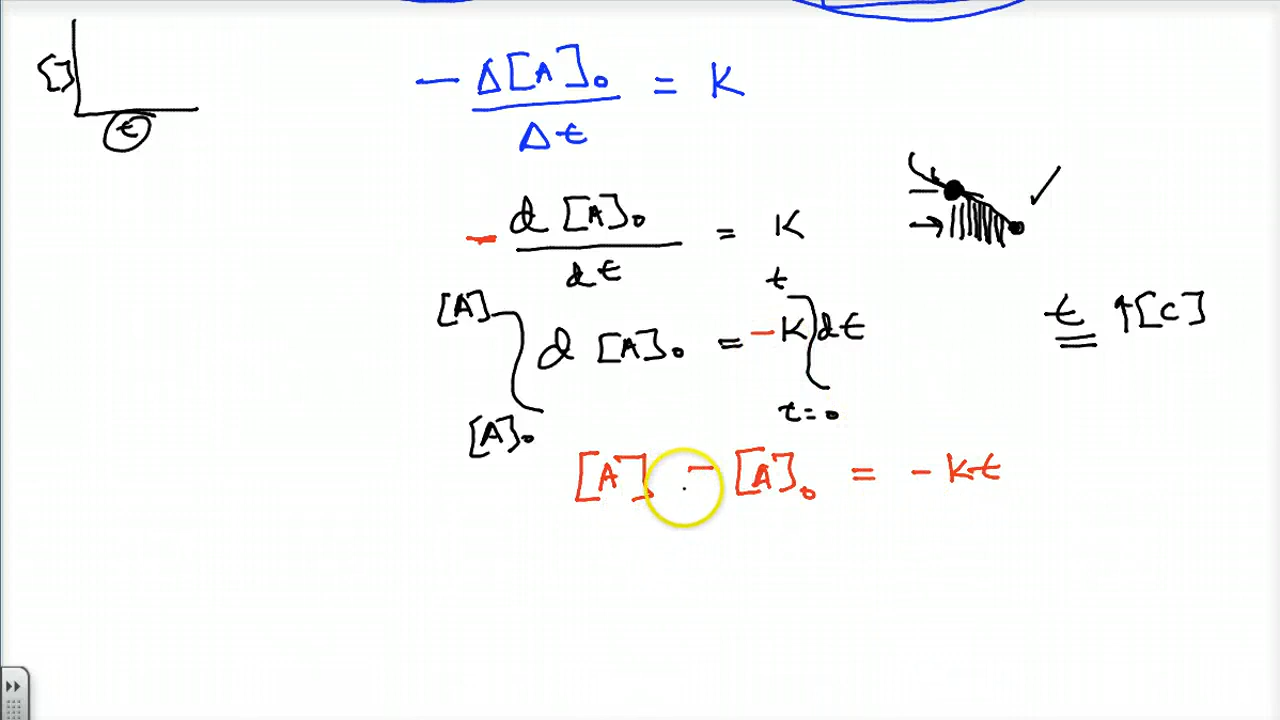 [ ]
t
- Δ[A]₀ / Δt = K
- d [A]₀ / dt = K
[A] ∫ [A]₀ d [A]₀ = -K ∫ t t=0 dt
t ↑[C]
[A] - [A]₀ = -Kt